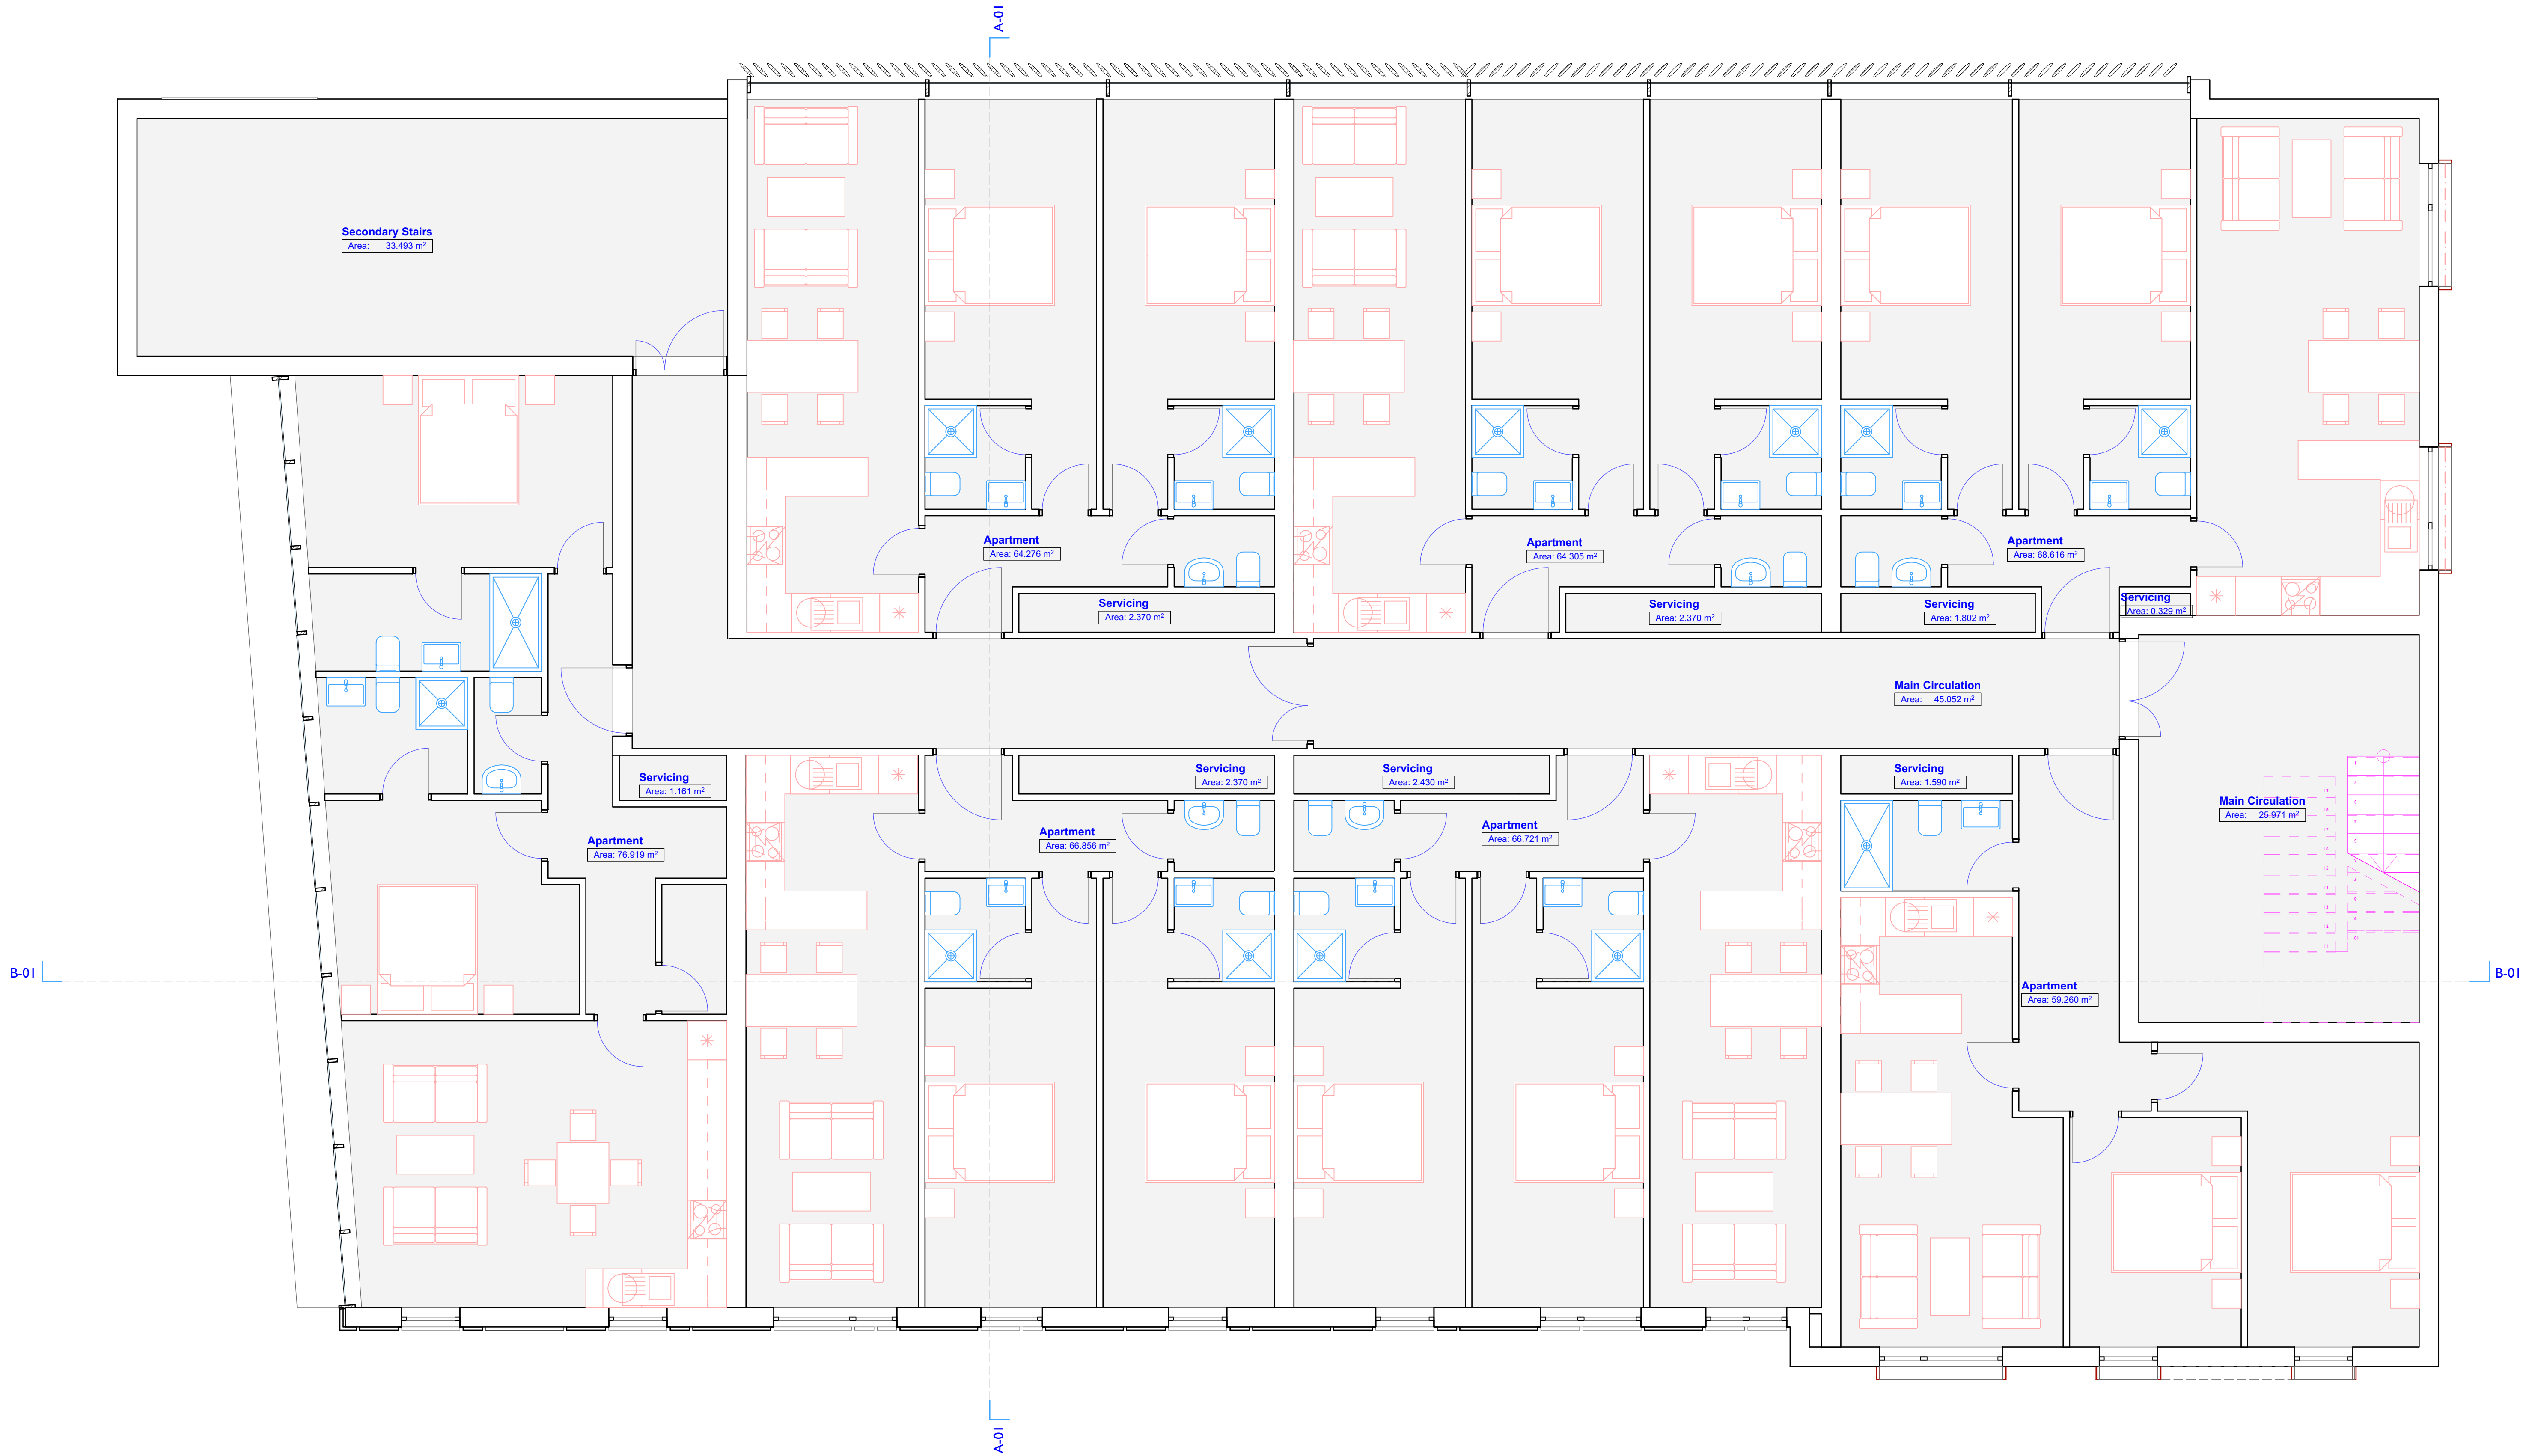 A-01
Secondary Stairs
Area: 33.493 m²
Apartment
Area: 64.276 m²
Apartment
Area: 64.305 m²
Apartment
Area: 68.616 m²
Servicing
Area: 2.370 m²
Servicing
Area: 2.370 m²
Servicing
Area: 1.802 m²
Servicing
Area: 0.329 m²
Main Circulation
Area: 45.052 m²
Servicing
Area: 1.161 m²
Servicing
Area: 2.370 m²
Servicing
Area: 2.430 m²
Servicing
Area: 1.590 m²
Main Circulation
Area: 25.971 m²
Apartment
Area: 76.919 m²
Apartment
Area: 66.856 m²
Apartment
Area: 66.721 m²
Apartment
Area: 59.260 m²
B-01
B-01
A-01